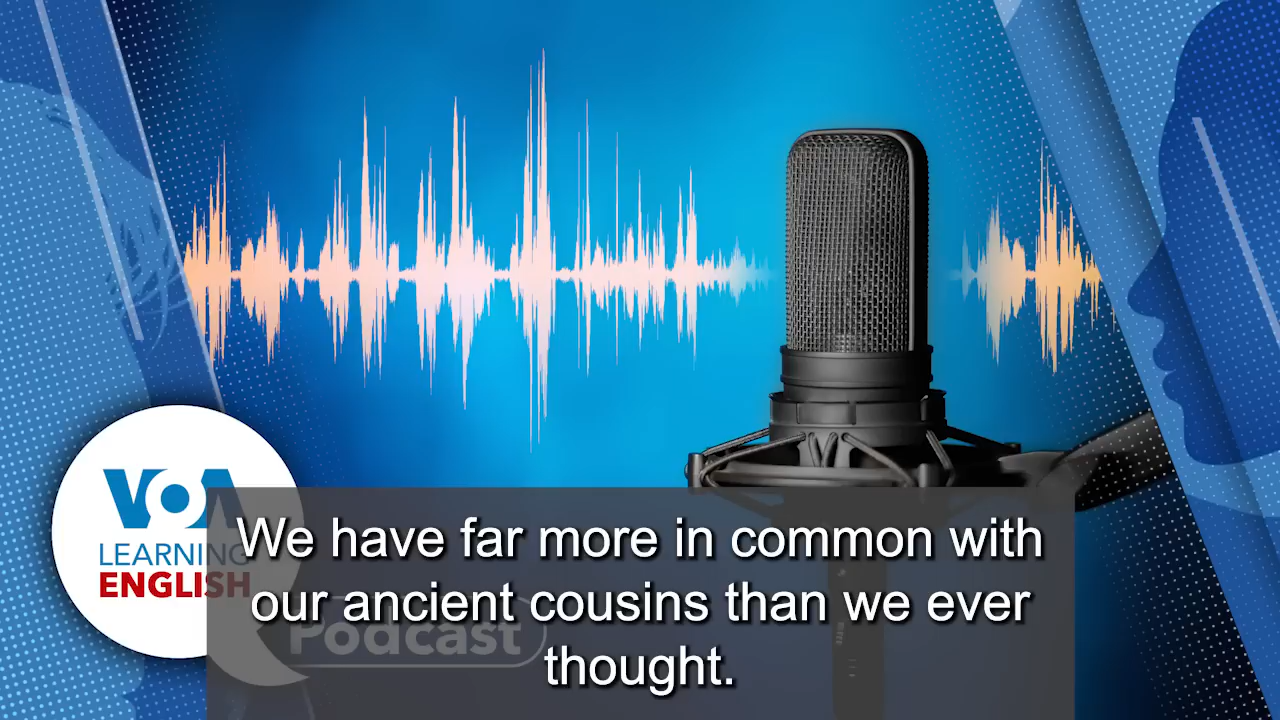 VOA
LEARNING
ENGLISH
Podcast
We have far more in common with
our ancient cousins than we ever
thought.